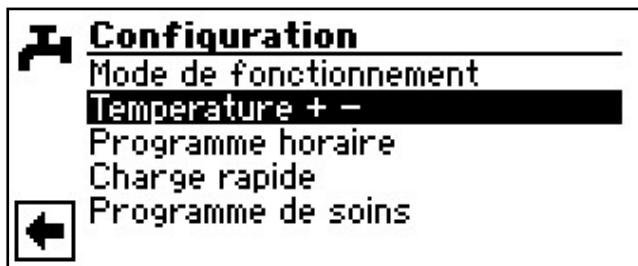 Configuration
Mode de fonctionnement
Temperature + −
Programme horaire
Charge rapide
Programme de soins